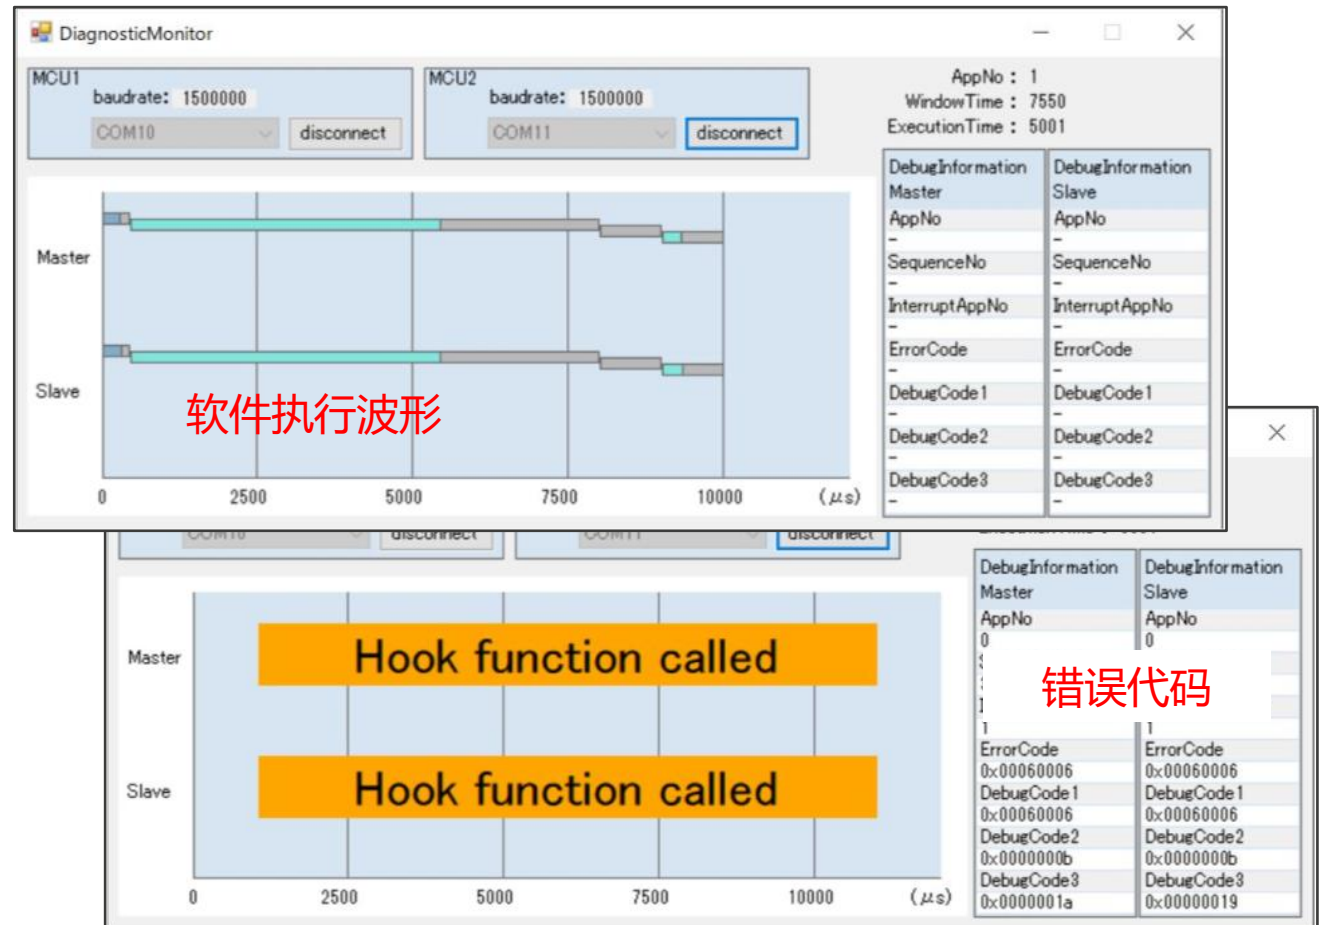 DiagnosticMonitor
MCU1
baudrate: 1500000
COM10
disconnect
MCU2
baudrate: 1500000
COM11
disconnect
AppNo : 1
WindowTime : 7550
ExecutionTime : 5001
Master
Slave
软件执行波形
0 2500 5000 7500 10000 (μs)
DebugInformation
Master
AppNo
-
SequenceNo
-
InterruptAppNo
-
ErrorCode
-
DebugCode1
-
DebugCode2
-
DebugCode3
-
DebugInformation
Slave
AppNo
-
SequenceNo
-
InterruptAppNo
-
ErrorCode
-
DebugCode1
-
DebugCode2
-
DebugCode3
-
COM10
disconnect
COM11
disconnect
Master
Hook function called
Slave
Hook function called
0 2500 5000 7500 10000 (μs)
DebugInformation
Master
AppNo
0
错误代码
1
ErrorCode
0x00060006
DebugCode1
0x00060006
DebugCode2
0x0000000b
DebugCode3
0x0000001a
DebugInformation
Slave
AppNo
0
1
ErrorCode
0x00060006
DebugCode1
0x00060006
DebugCode2
0x0000000b
DebugCode3
0x00000019